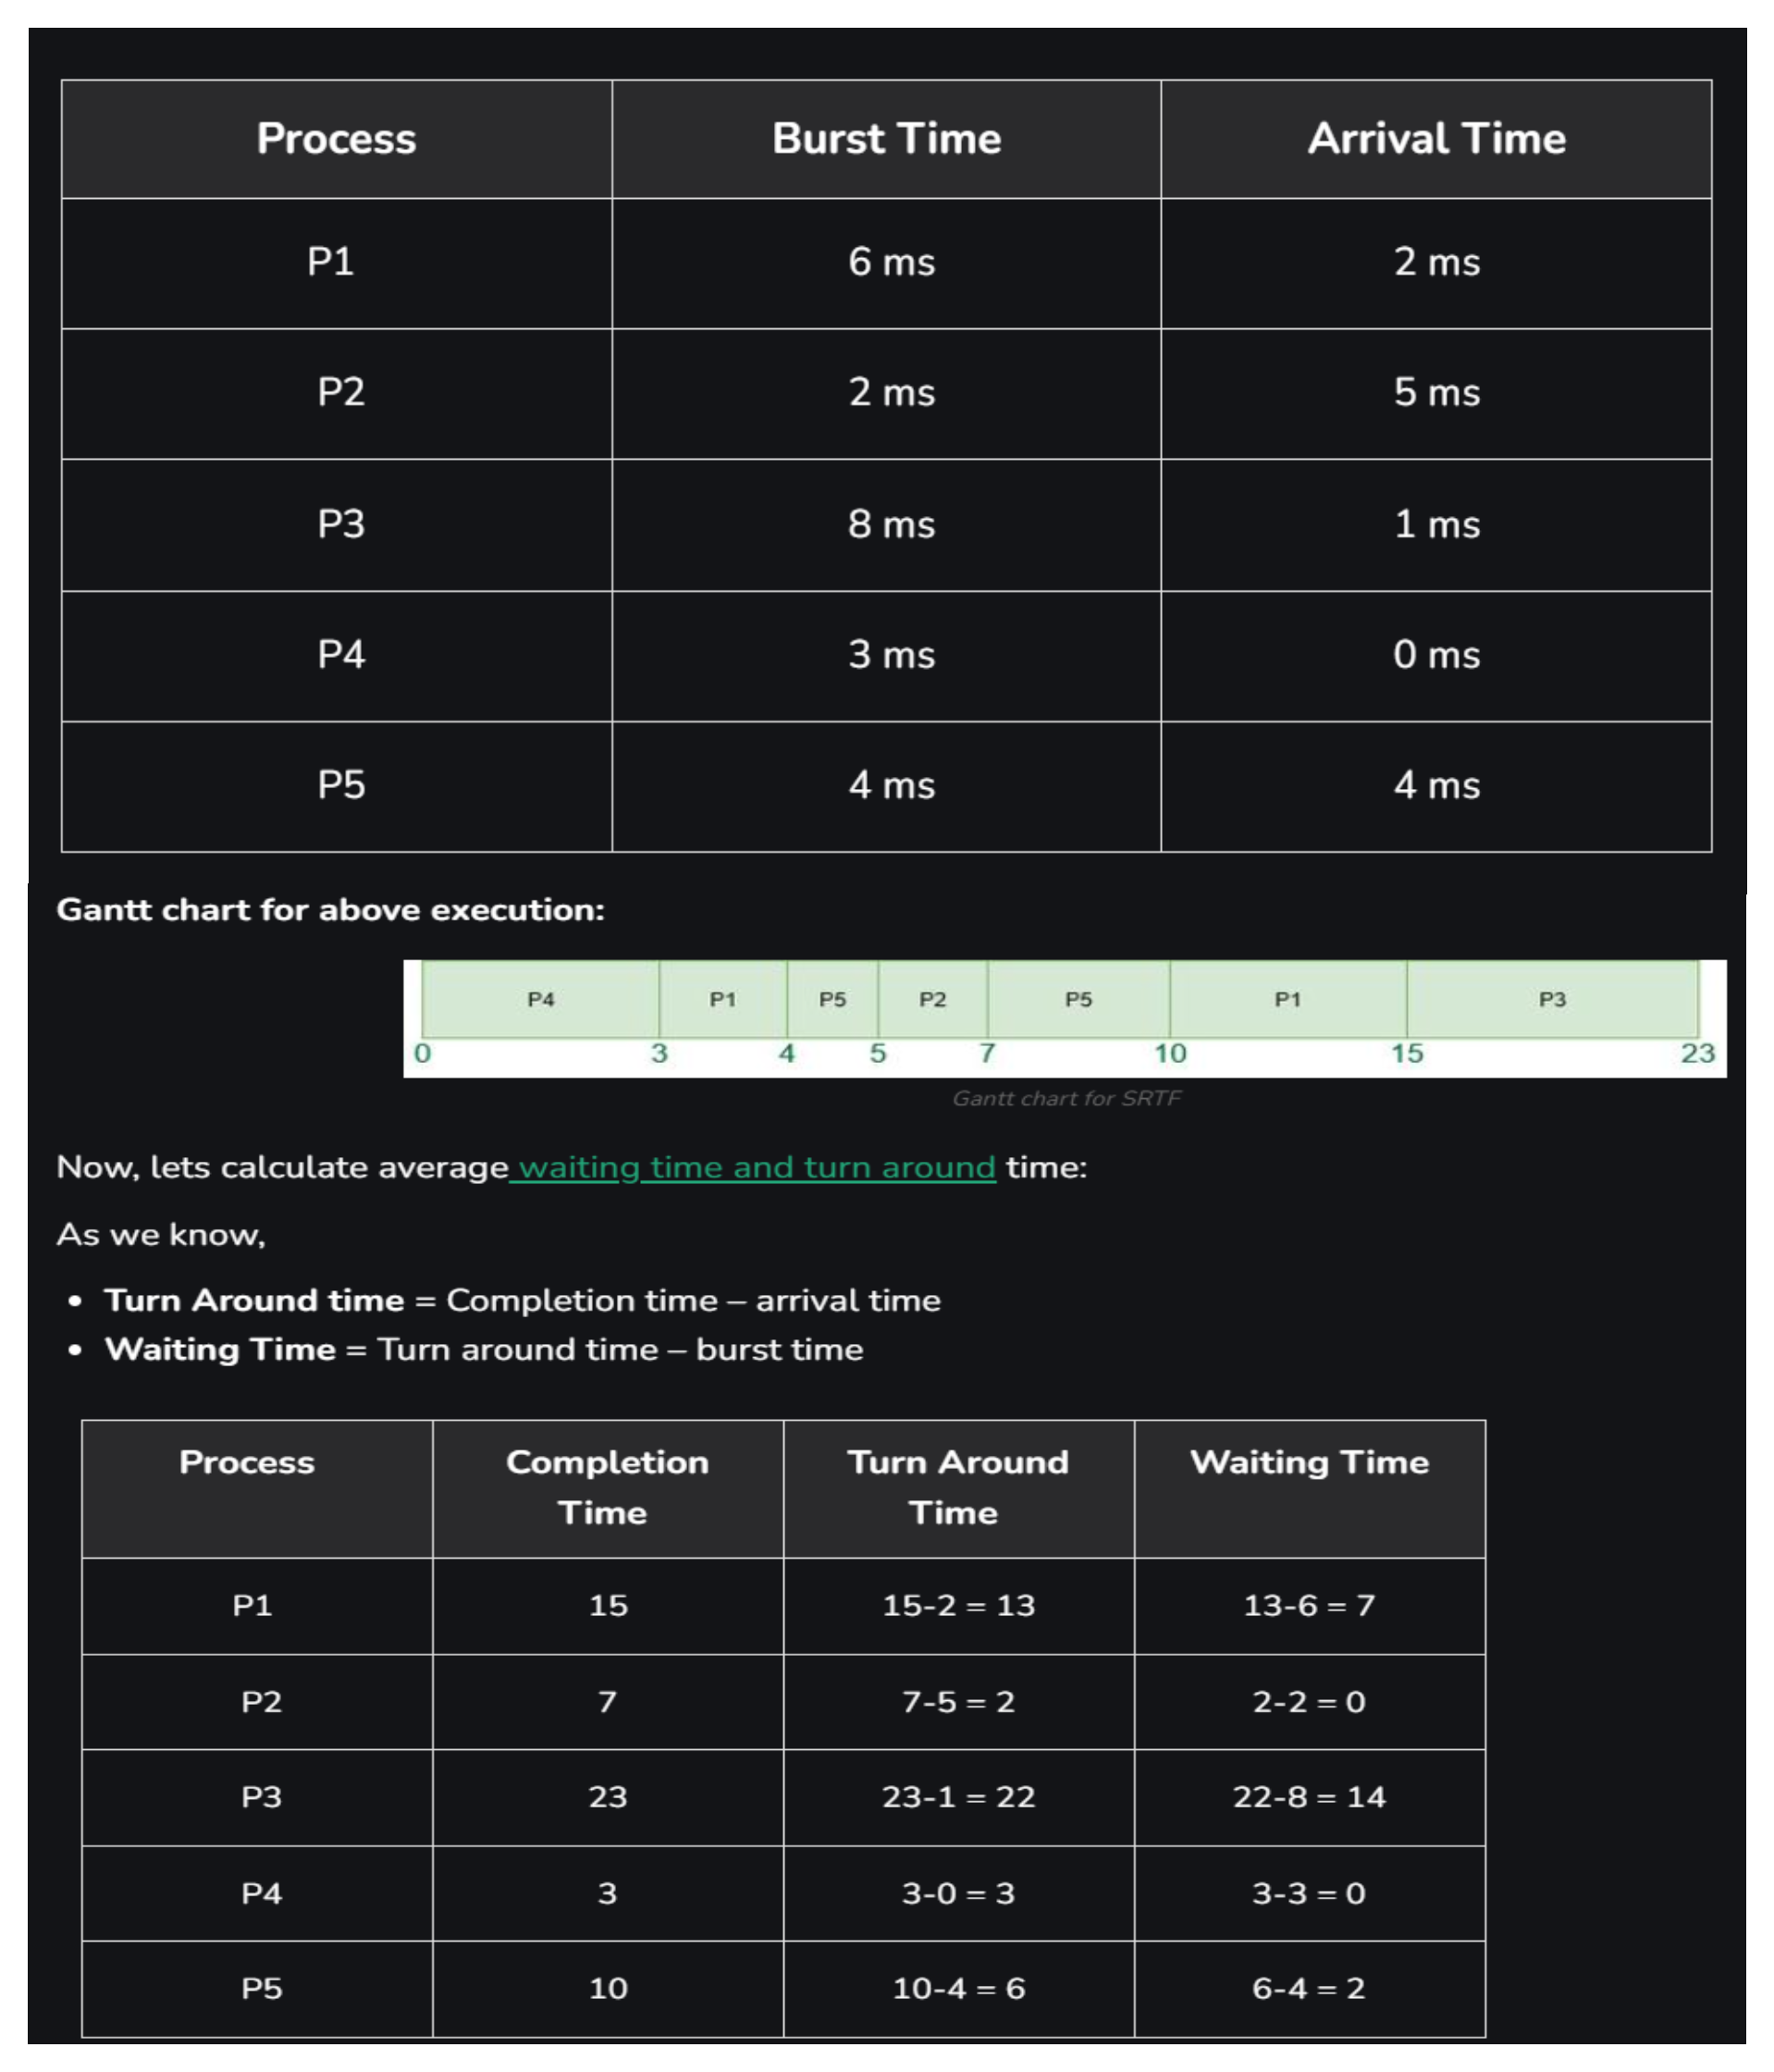 Process Burst Time Arrival Time
P1 6 ms 2 ms
P2 2 ms 5 ms
P3 8 ms 1 ms
P4 3 ms 0 ms
P5 4 ms 4 ms
Gantt chart for above execution:
P4 P1 P5 P2 P5 P1 P3
0 3 4 5 7 10 15 23
Gantt chart for SRTF
Now, lets calculate average waiting time and turn around time:
As we know,
• Turn Around time = Completion time – arrival time
• Waiting Time = Turn around time – burst time
Process Completion Time Turn Around Time Waiting Time
P1 15 15-2 = 13 13-6 = 7
P2 7 7-5 = 2 2-2 = 0
P3 23 23-1 = 22 22-8 = 14
P4 3 3-0 = 3 3-3 = 0
P5 10 10-4 = 6 6-4 = 2